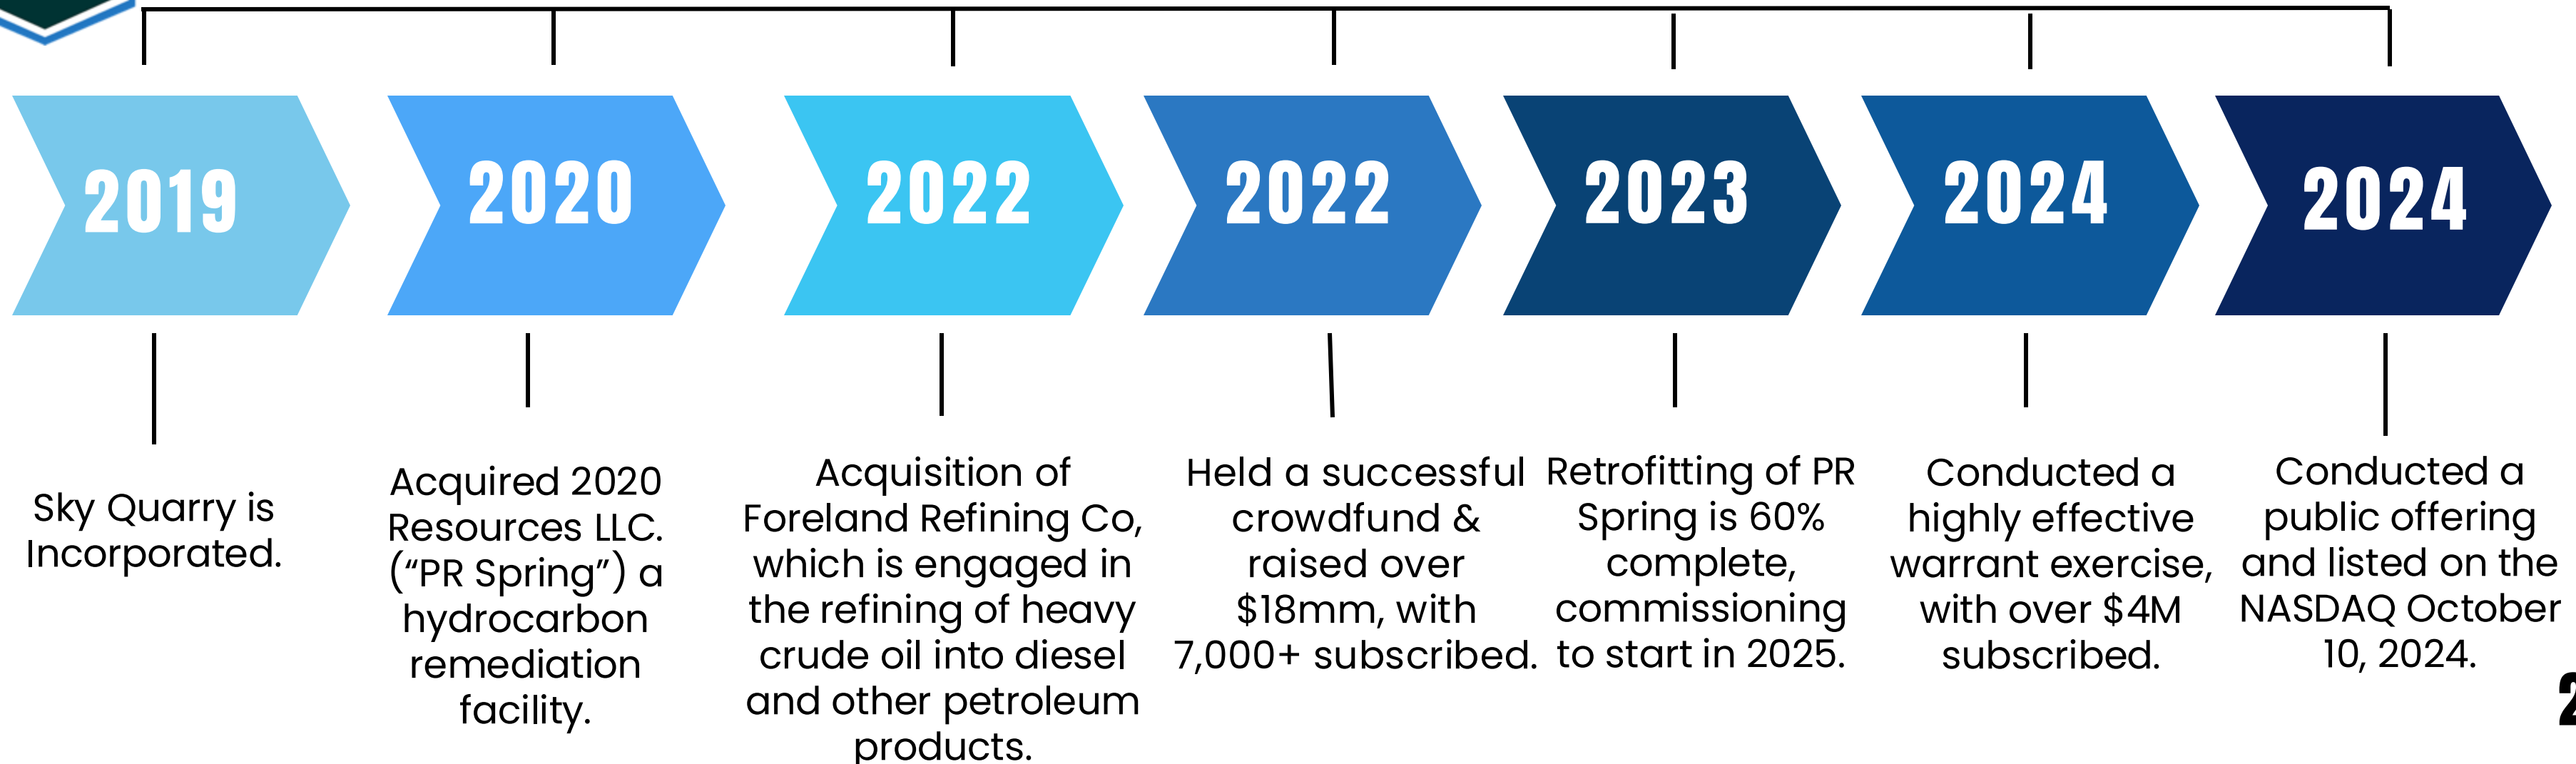 2019
2020
2022
2022
2023
2024
2024
Sky Quarry is
Incorporated.
Acquired 2020
Resources LLC.
(“PR Spring”) a
hydrocarbon
remediation
facility.
Acquisition of
Foreland Refining Co,
which is engaged in
the refining of heavy
crude oil into diesel
and other petroleum
products.
Held a successful
crowdfund &
raised over
$18mm, with
7,000+ subscribed.
Retrofitting of PR
Spring is 60%
complete,
commissioning
to start in 2025.
Conducted a
highly effective
warrant exercise,
with over $4M
subscribed.
Conducted a
public offering
and listed on the
NASDAQ October
10, 2024.